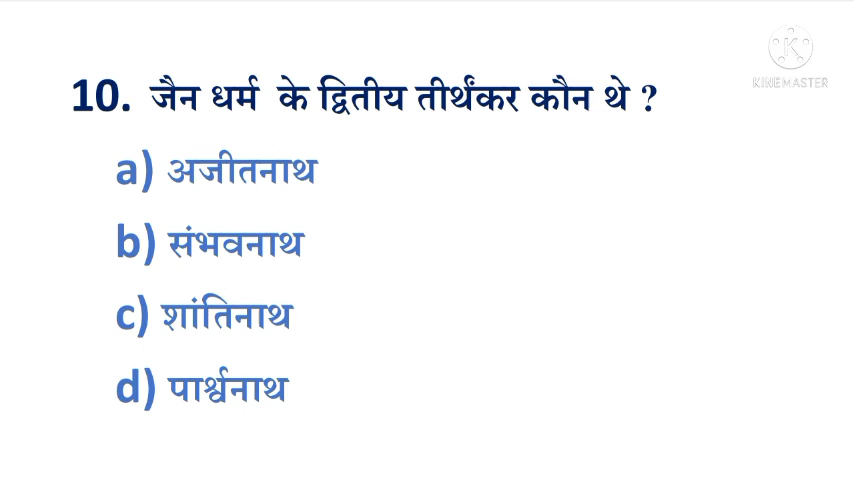 KINEMASTER
10. जैन धर्म के द्वितीय तीर्थंकर कौन थे ?
a) अजीतनाथ
b) संभवनाथ
c) शांतिनाथ
d) पार्श्वनाथ